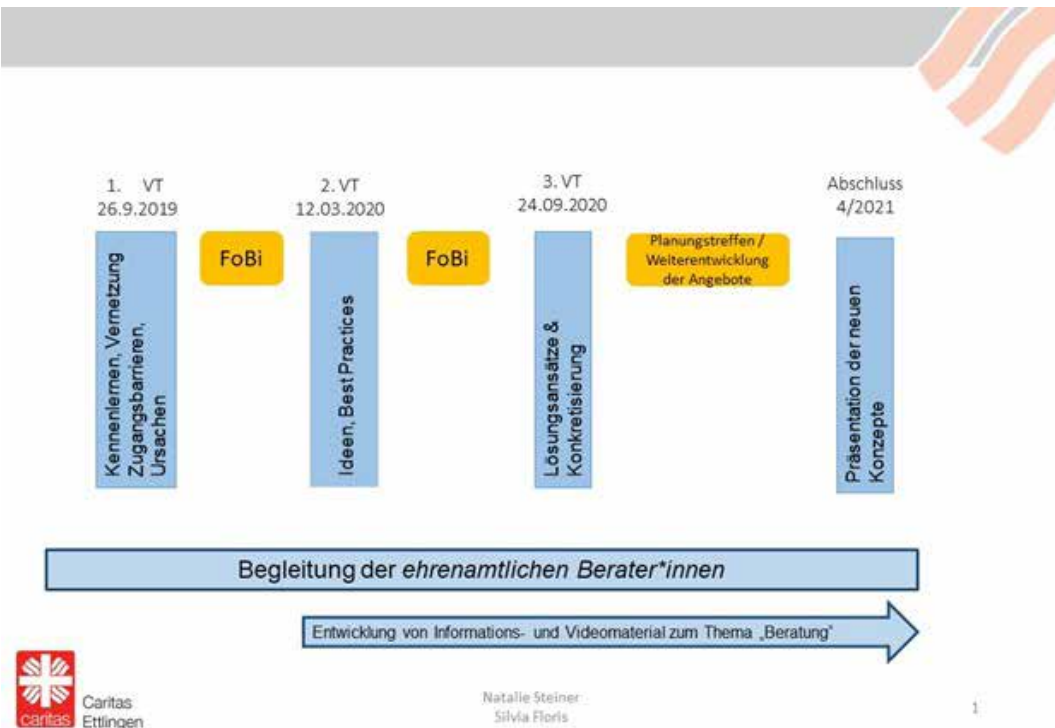 1. VT
26.9.2019
2. VT
12.03.2020
3. VT
24.09.2020
Abschluss
4/2021
Kennenlernen, Vernetzung
Zugangsbarrieren,
Ursachen
FoBi
Ideen, Best Practices
FoBi
Lösungsansätze &
Konkretisierung
Planungstreffen /
Weiterentwicklung
der Angebote
Präsentation der neuen
Konzepte
Begleitung der ehrenamtlichen Berater*innen
Entwicklung von Informations- und Videomaterial zum Thema „Beratung"
caritas
Caritas
Ettlingen
Natalie Steiner
Silvia Floris
1